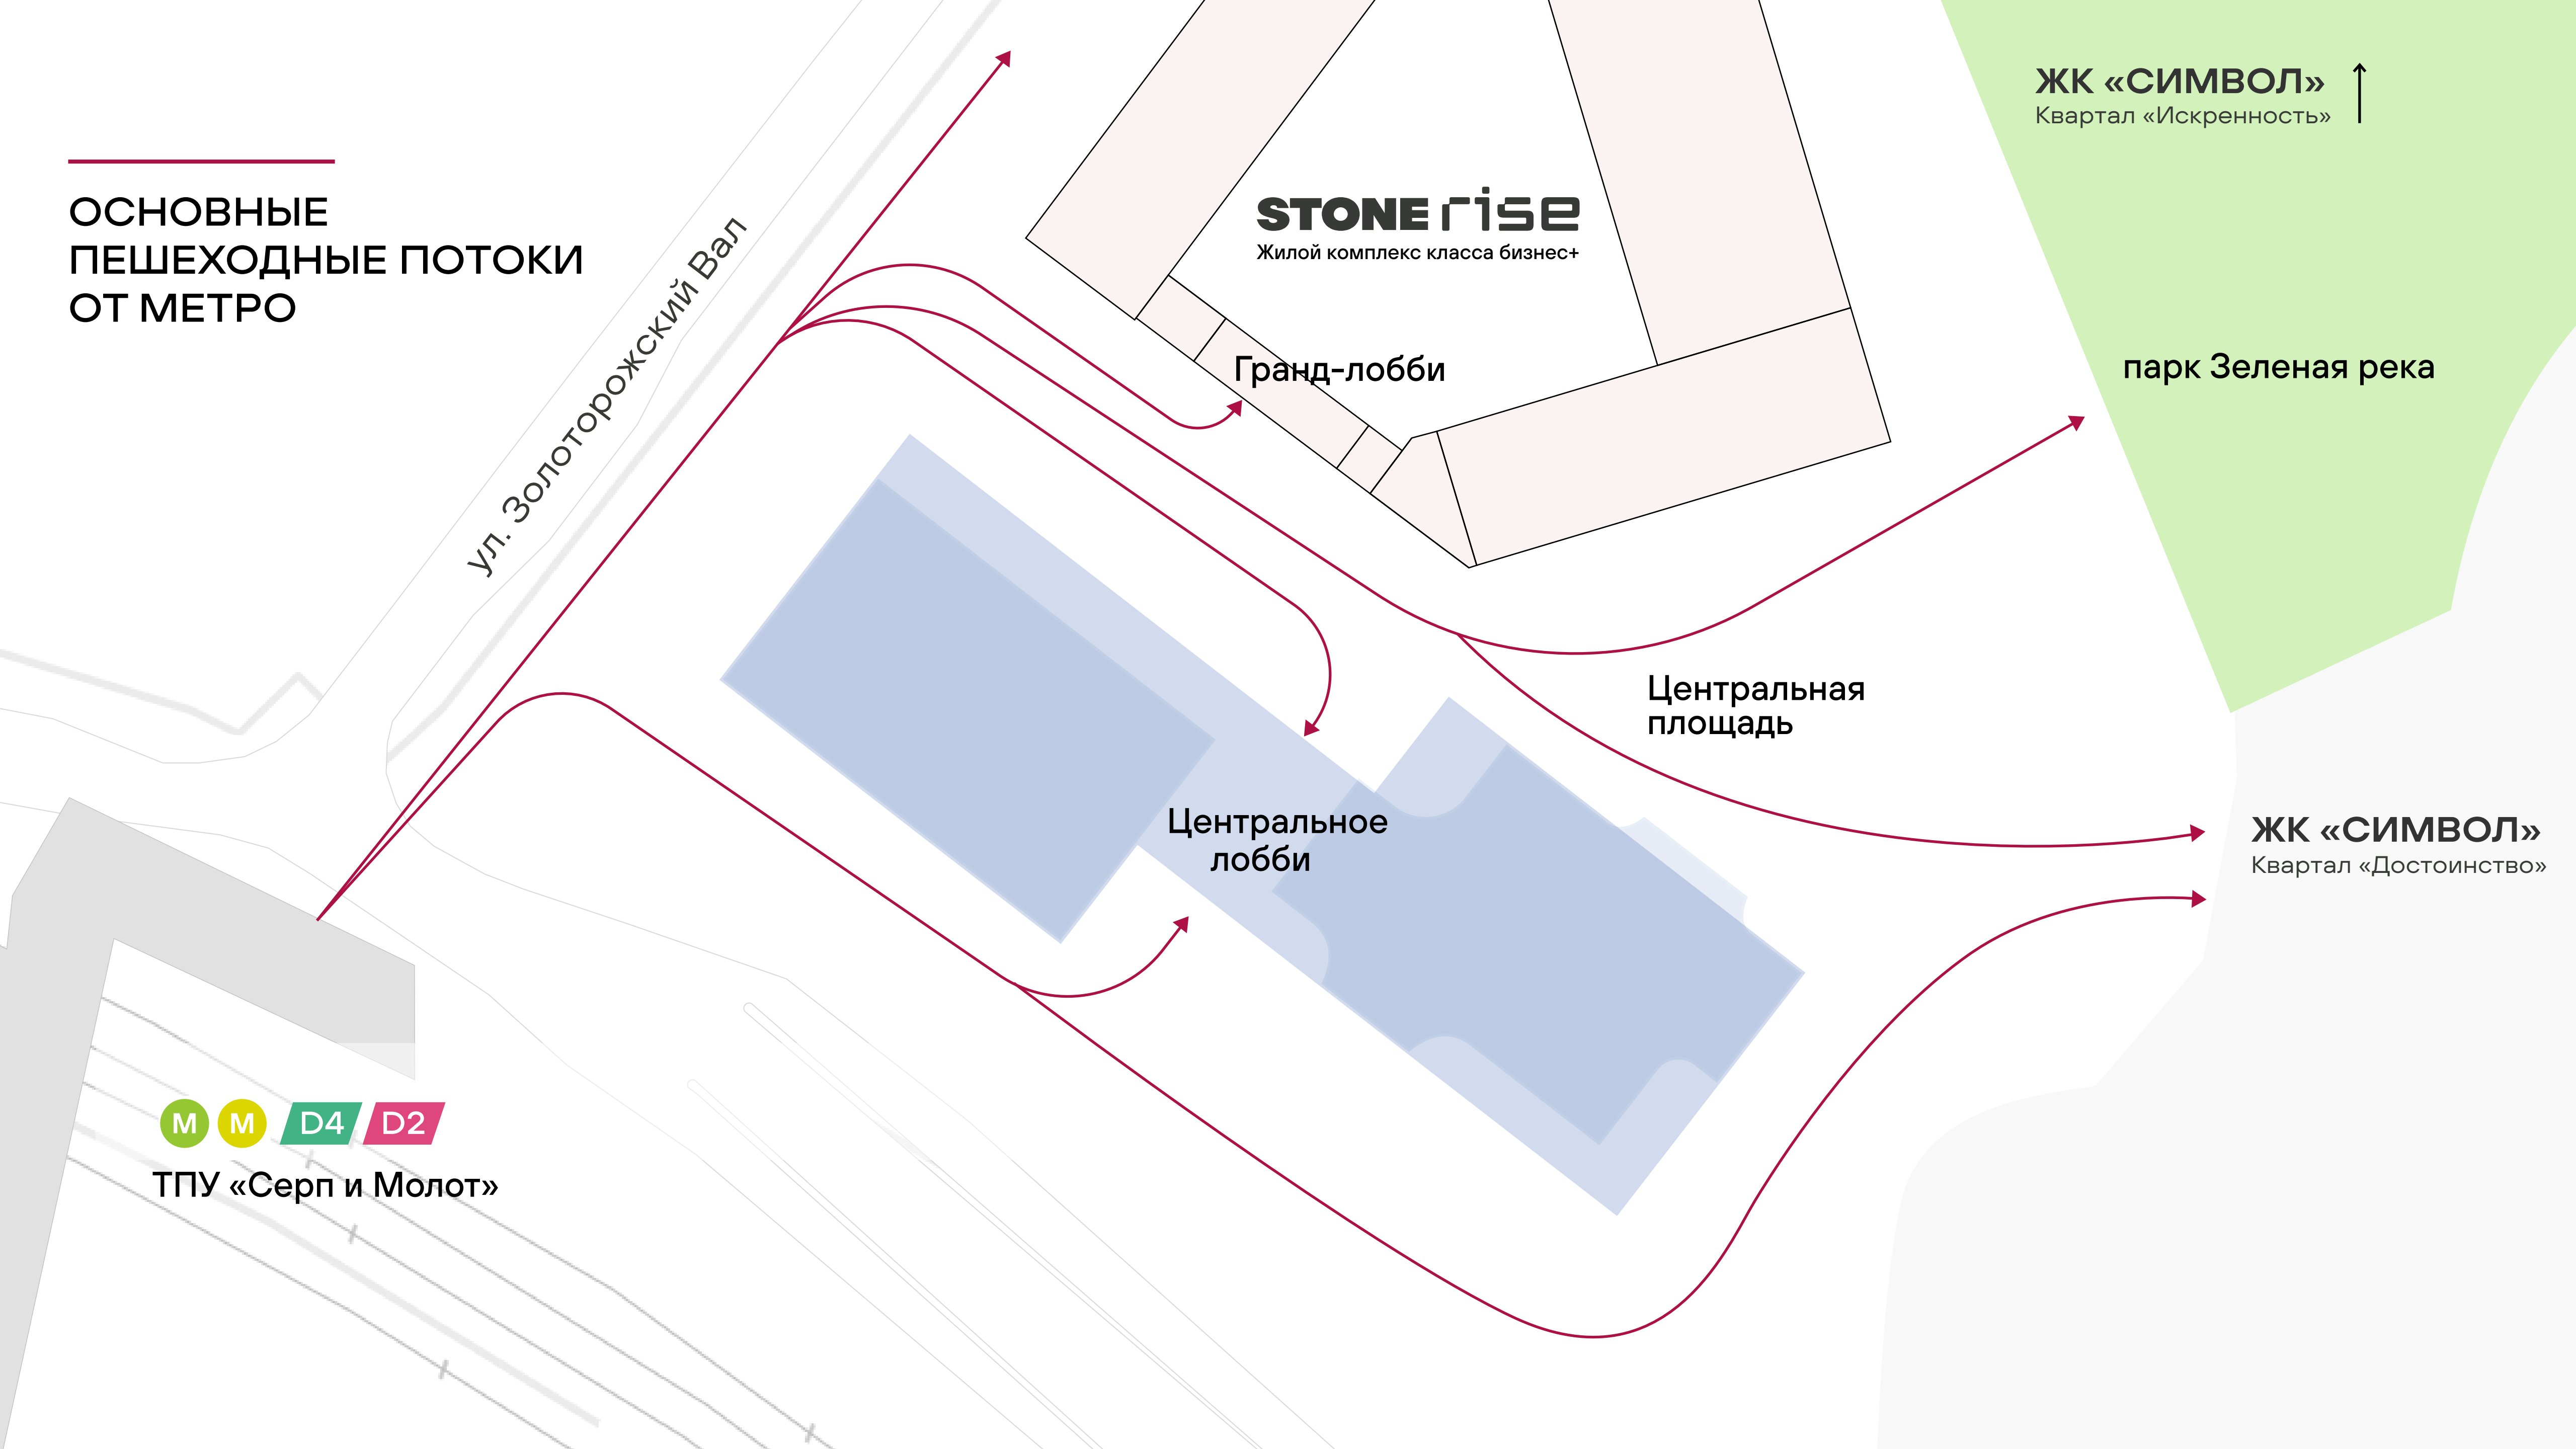 ОСНОВНЫЕ
ПЕШЕХОДНЫЕ ПОТОКИ
ОТ МЕТРО
ул. Золоторожский Вал
STONE rise
Жилой комплекс класса бизнес+
Гранд-лобби
ЖК «СИМВОЛ»
Квартал «Искренность»
парк Зеленая река
Центральная
площадь
Центральное
лобби
ЖК «СИМВОЛ»
Квартал «Достоинство»
М М D4 D2
ТПУ «Серп и Молот»